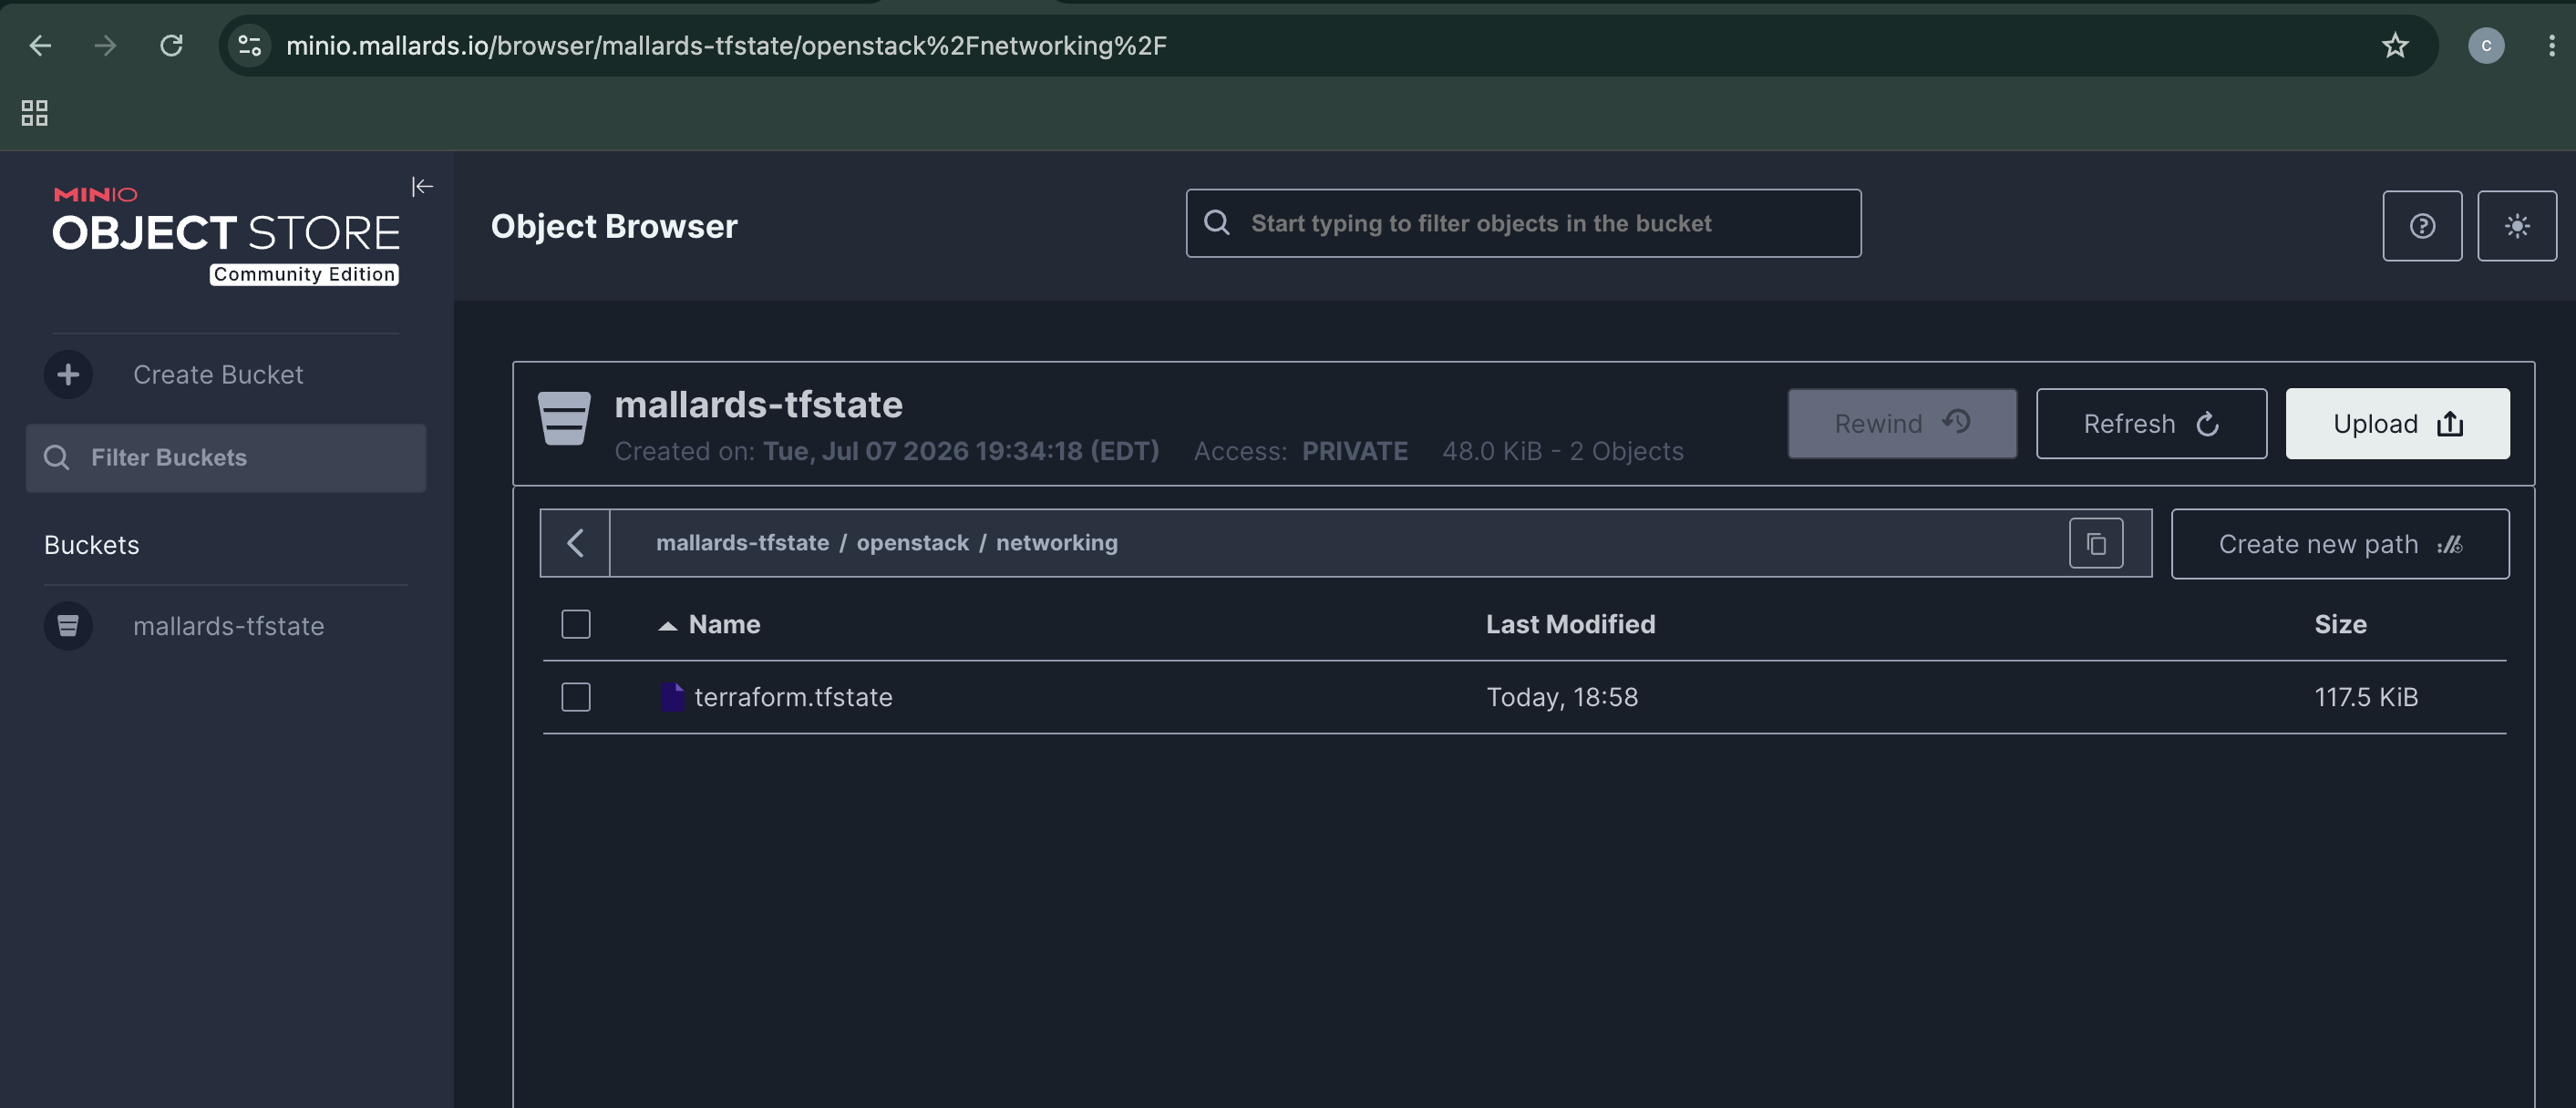 minio.mallards.io/browser/mallards-tfstate/openstack%2Fnetworking%2F
C
MINIO
OBJECT STORE
Community Edition
Create Bucket
Filter Buckets
Buckets
mallards-tfstate
Object Browser
Start typing to filter objects in the bucket
mallards-tfstate
Created on: Tue, Jul 07 2026 19:34:18 (EDT) Access: PRIVATE 48.0 KiB - 2 Objects
Rewind
Refresh
Upload
mallards-tfstate / openstack / networking
Create new path
Name Last Modified Size
terraform.tfstate Today, 18:58 117.5 KiB